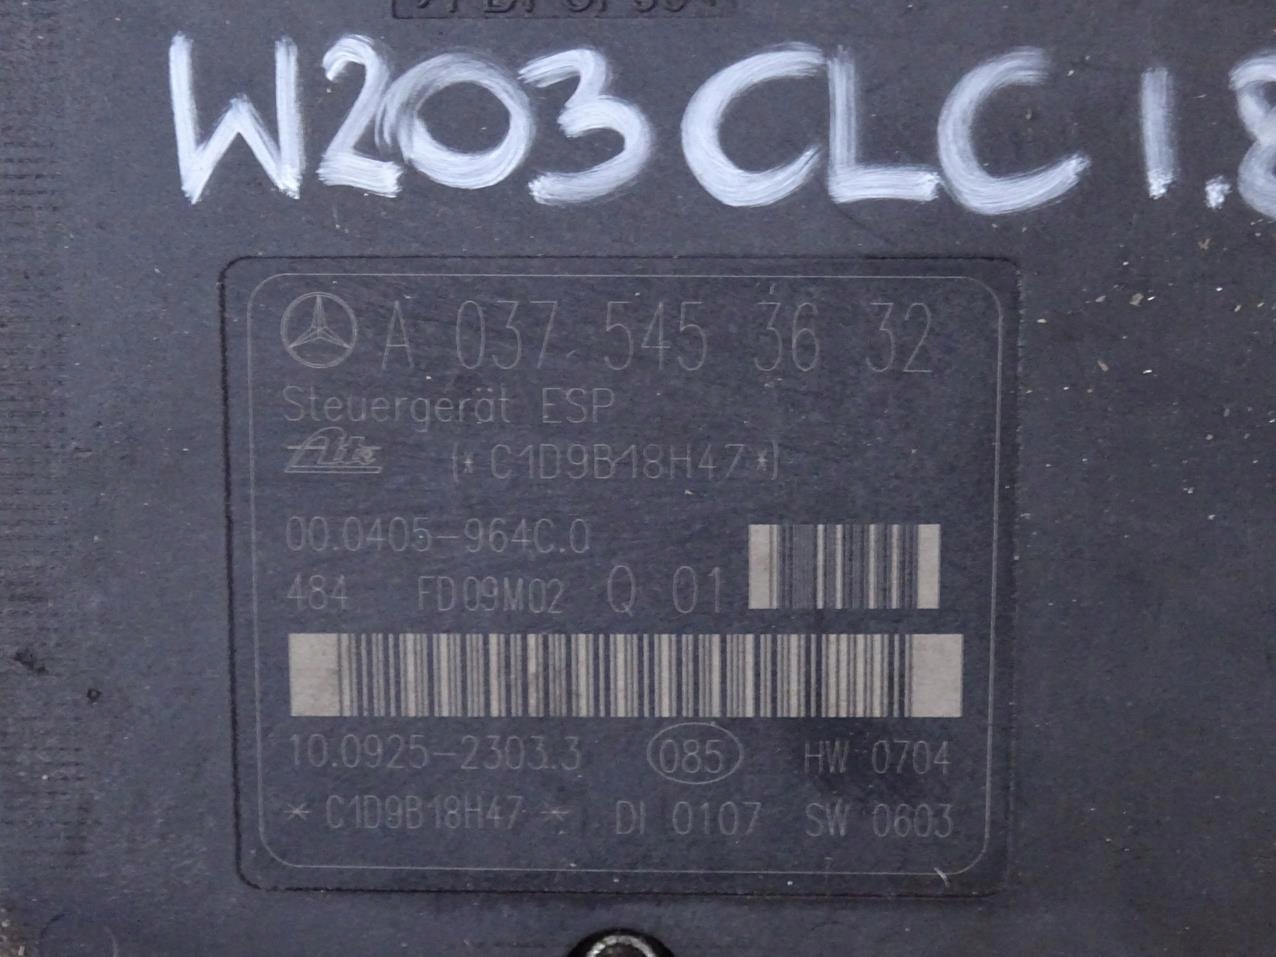 W203 CLC 1.8
A 037 545 36 32
Steuergerät ESP
Ate (* C1D9B18H47 *)
00.0405-964C.0
484 FD09M02 Q 01
10.0925-2303.3 085 HW 0704
* C1D9B18H47 * DI 0107 SW 0603